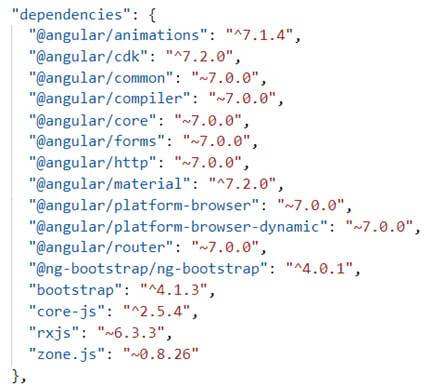 "dependencies": {
"@angular/animations": "^7.1.4",
"@angular/cdk": "^7.2.0",
"@angular/common": "~7.0.0",
"@angular/compiler": "~7.0.0",
"@angular/core": "~7.0.0",
"@angular/forms": "~7.0.0",
"@angular/http": "~7.0.0",
"@angular/material": "^7.2.0",
"@angular/platform-browser": "~7.0.0",
"@angular/platform-browser-dynamic": "~7.0.0",
"@angular/router": "~7.0.0",
"@ng-bootstrap/ng-bootstrap": "^4.0.1",
"bootstrap": "^4.1.3",
"core-js": "^2.5.4",
"rxjs": "~6.3.3",
"zone.js": "~0.8.26"
},